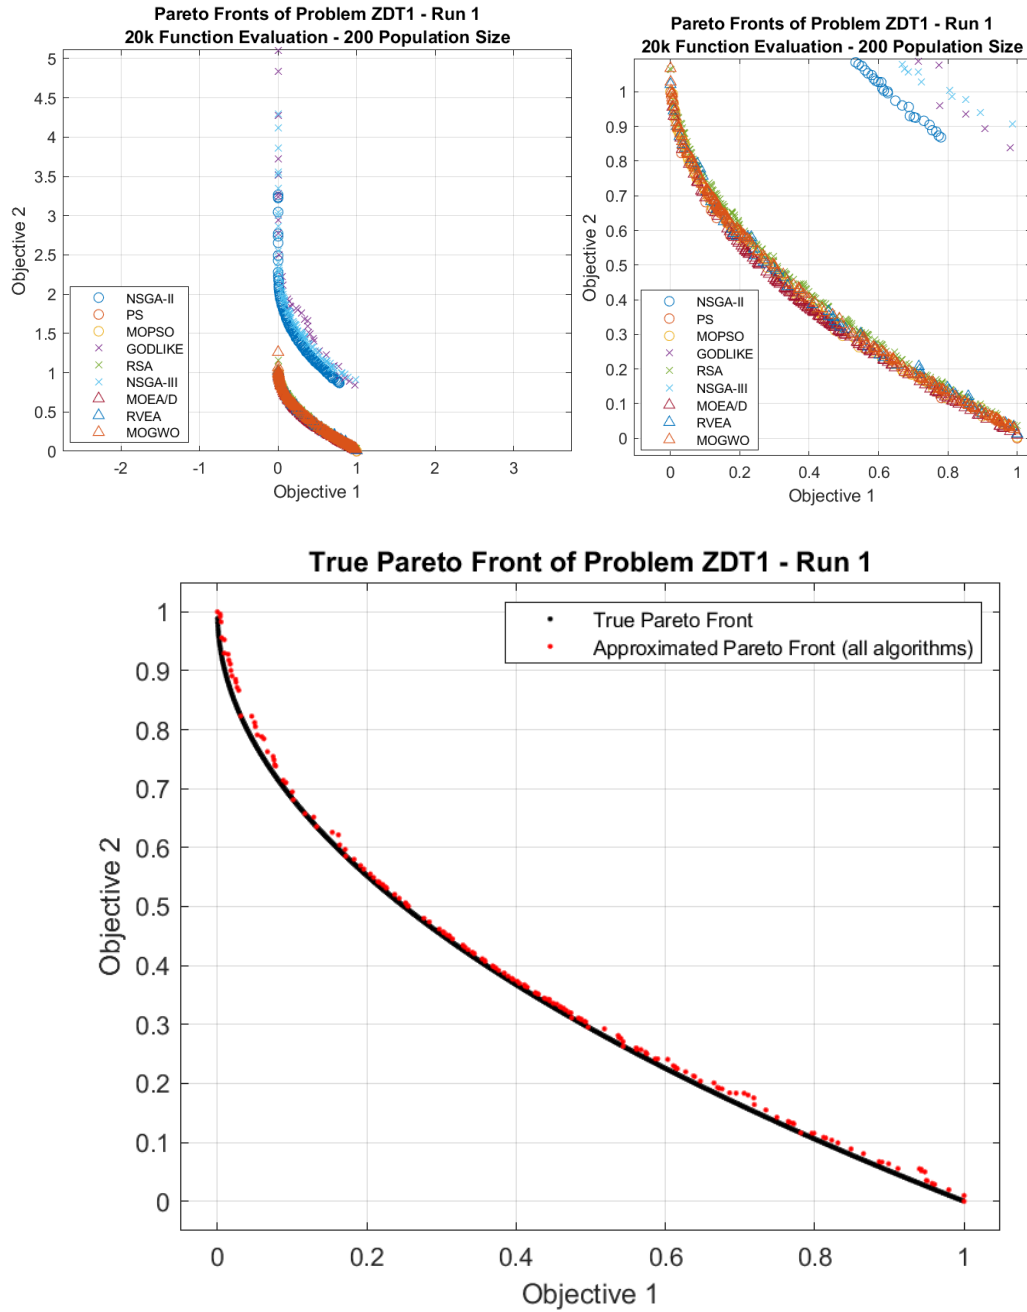 Pareto Fronts of Problem ZDT1 - Run 1
20k Function Evaluation - 200 Population Size
5
4.5
4
3.5
3
2.5
2
1.5
1
0.5
0
Objective 2
NSGA-II
PS
MOPSO
GODLIKE
RSA
NSGA-III
MOEA/D
RVEA
MOGWO
-2
-1
0
1
2
3
Objective 1
Pareto Fronts of Problem ZDT1 - Run 1
20k Function Evaluation - 200 Population Size
1
0.9
0.8
0.7
0.6
0.5
0.4
0.3
0.2
0.1
0
Objective 2
NSGA-II
PS
MOPSO
GODLIKE
RSA
NSGA-III
MOEA/D
RVEA
MOGWO
0
0.2
0.4
0.6
0.8
1
Objective 1
True Pareto Front of Problem ZDT1 - Run 1
True Pareto Front
Approximated Pareto Front (all algorithms)
1
0.9
0.8
0.7
0.6
0.5
0.4
0.3
0.2
0.1
0
Objective 2
0
0.2
0.4
0.6
0.8
1
Objective 1